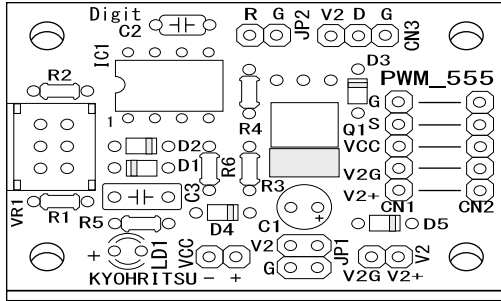 Digit
C2
R G
JP2
V2 D G
CN3
IC1
R2
D3
PWM_555
1
R4
Q1
G
S
VCC
V2G
V2+
D2
D1
R6
R3
C3
VR1
R1
R5
D4
C1
+
CN1
CN2
D5
+
LD1
VCC
- +
V2
G
JP1
V2
V2G V2+
KYOHRITSU